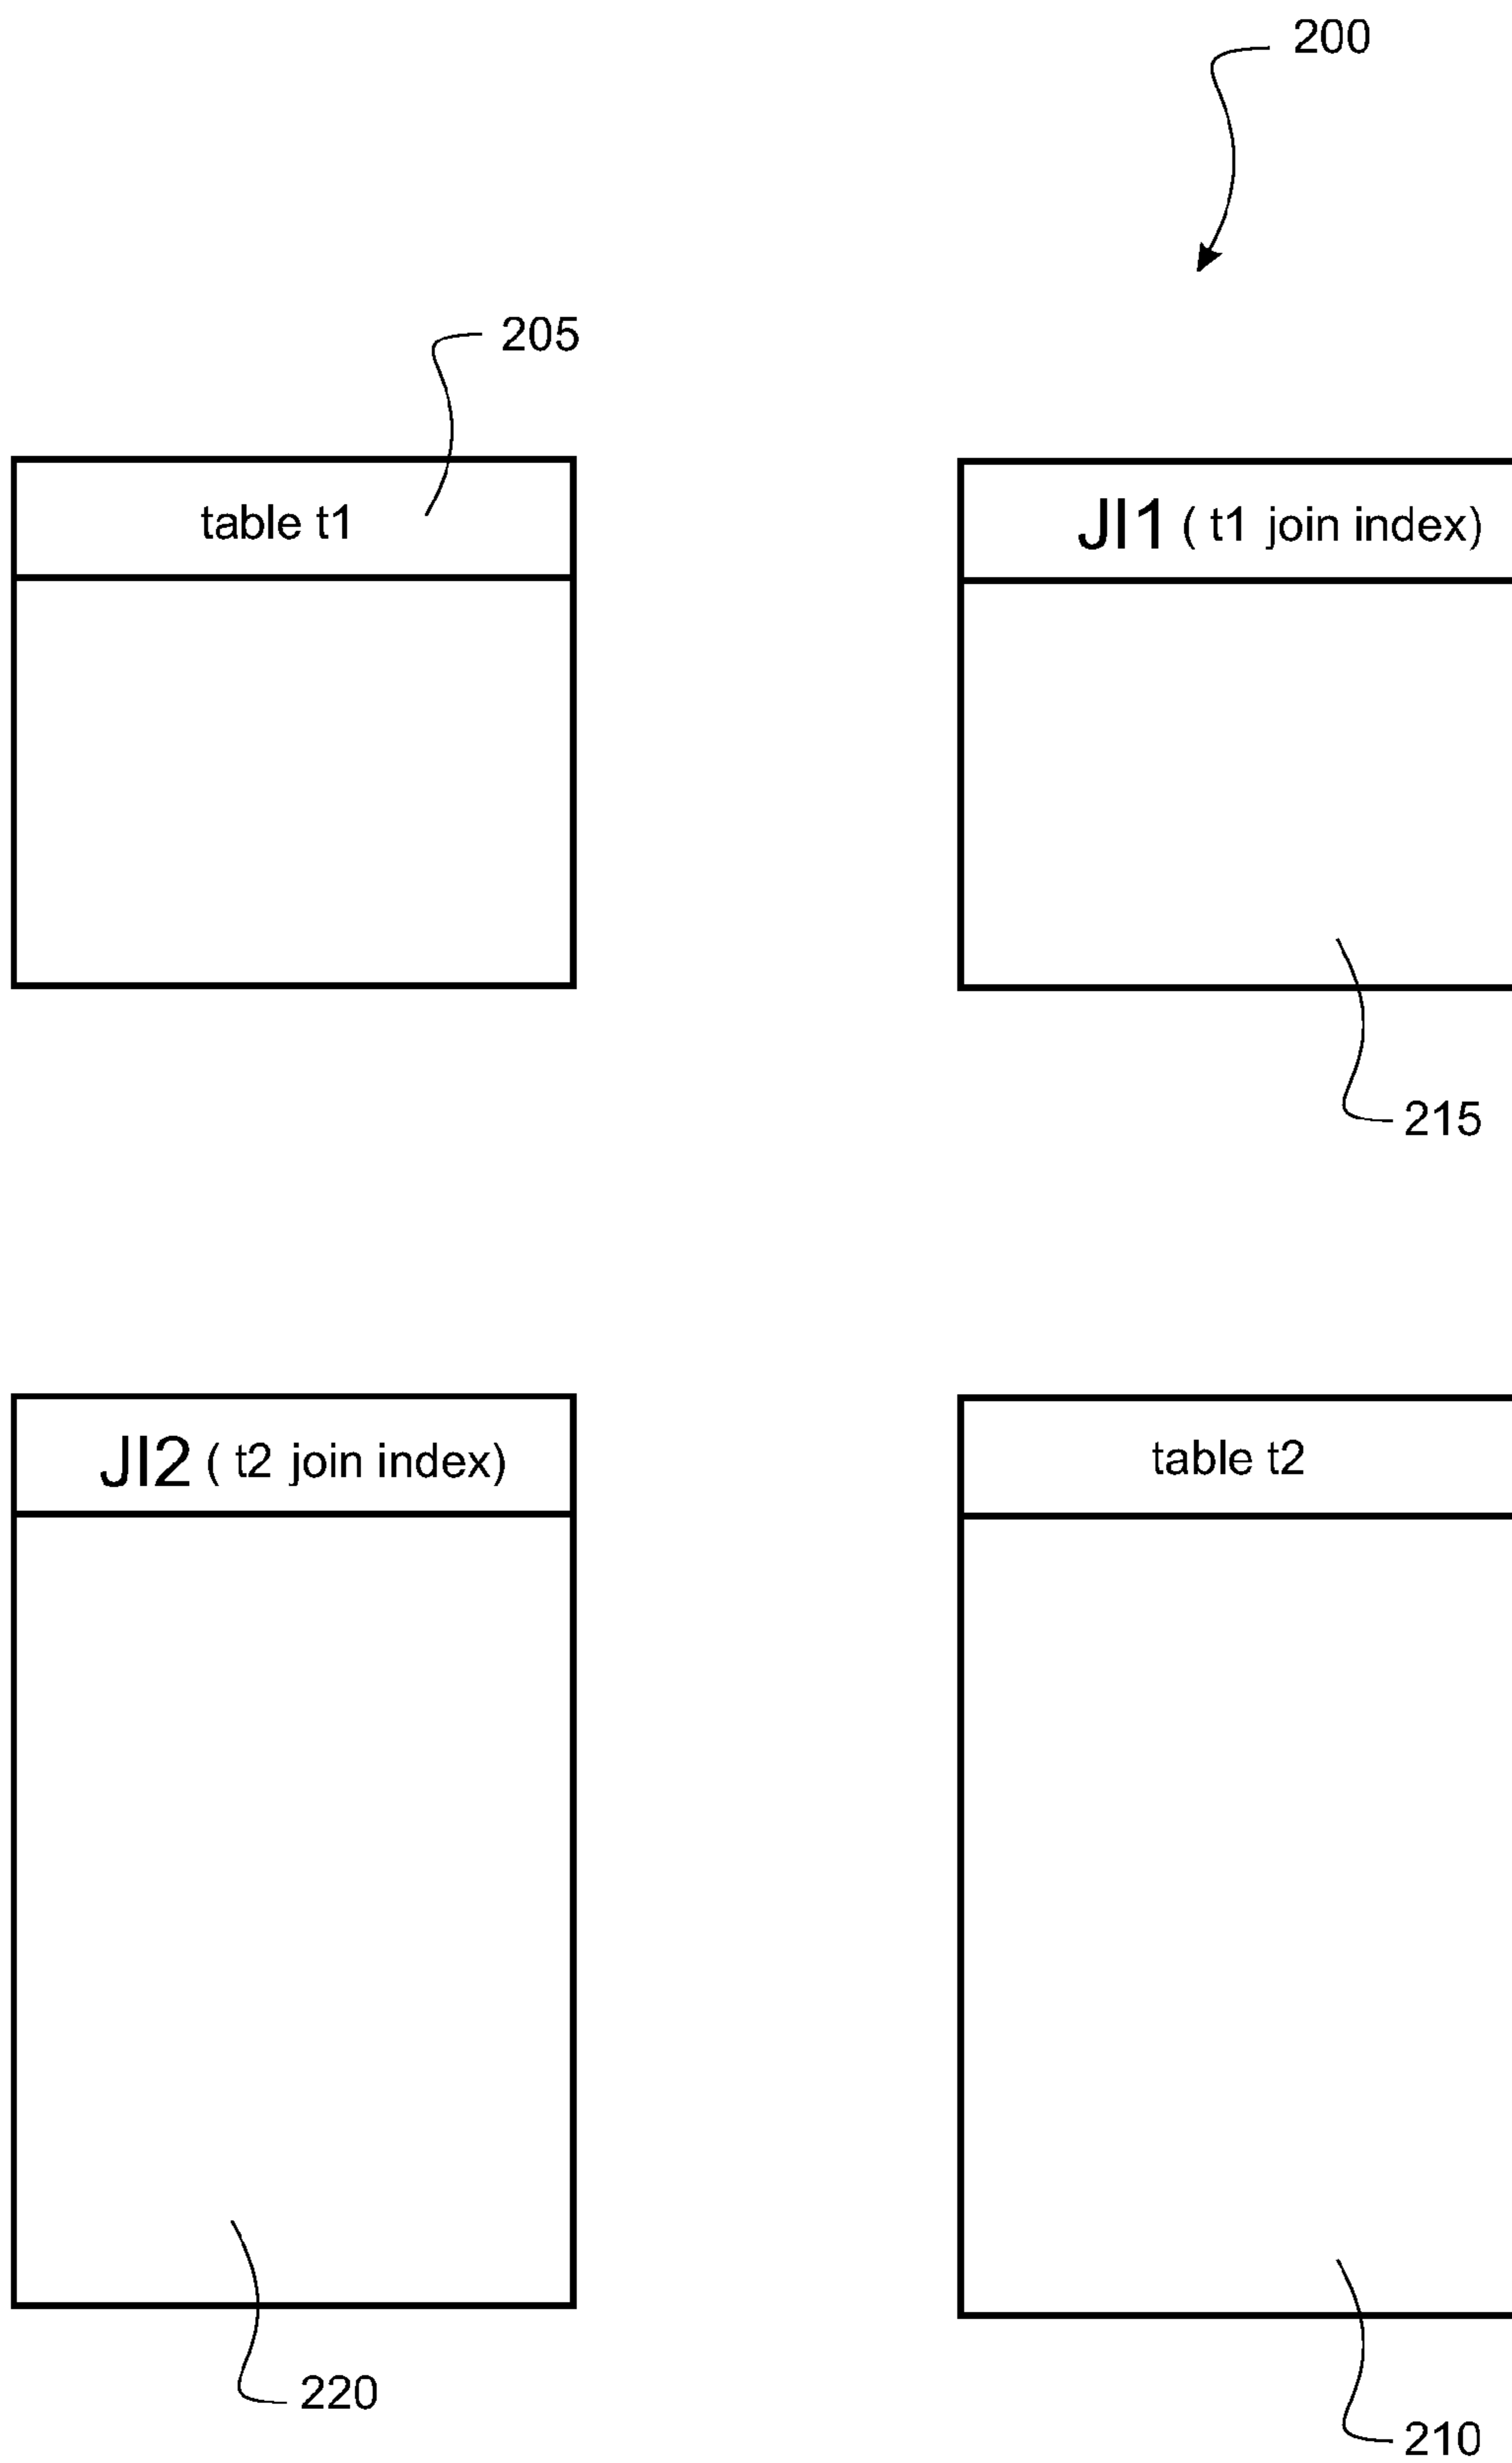 200
205
table t1
JI1 ( t1 join index)
215
JI2 ( t2 join index)
table t2
220
210